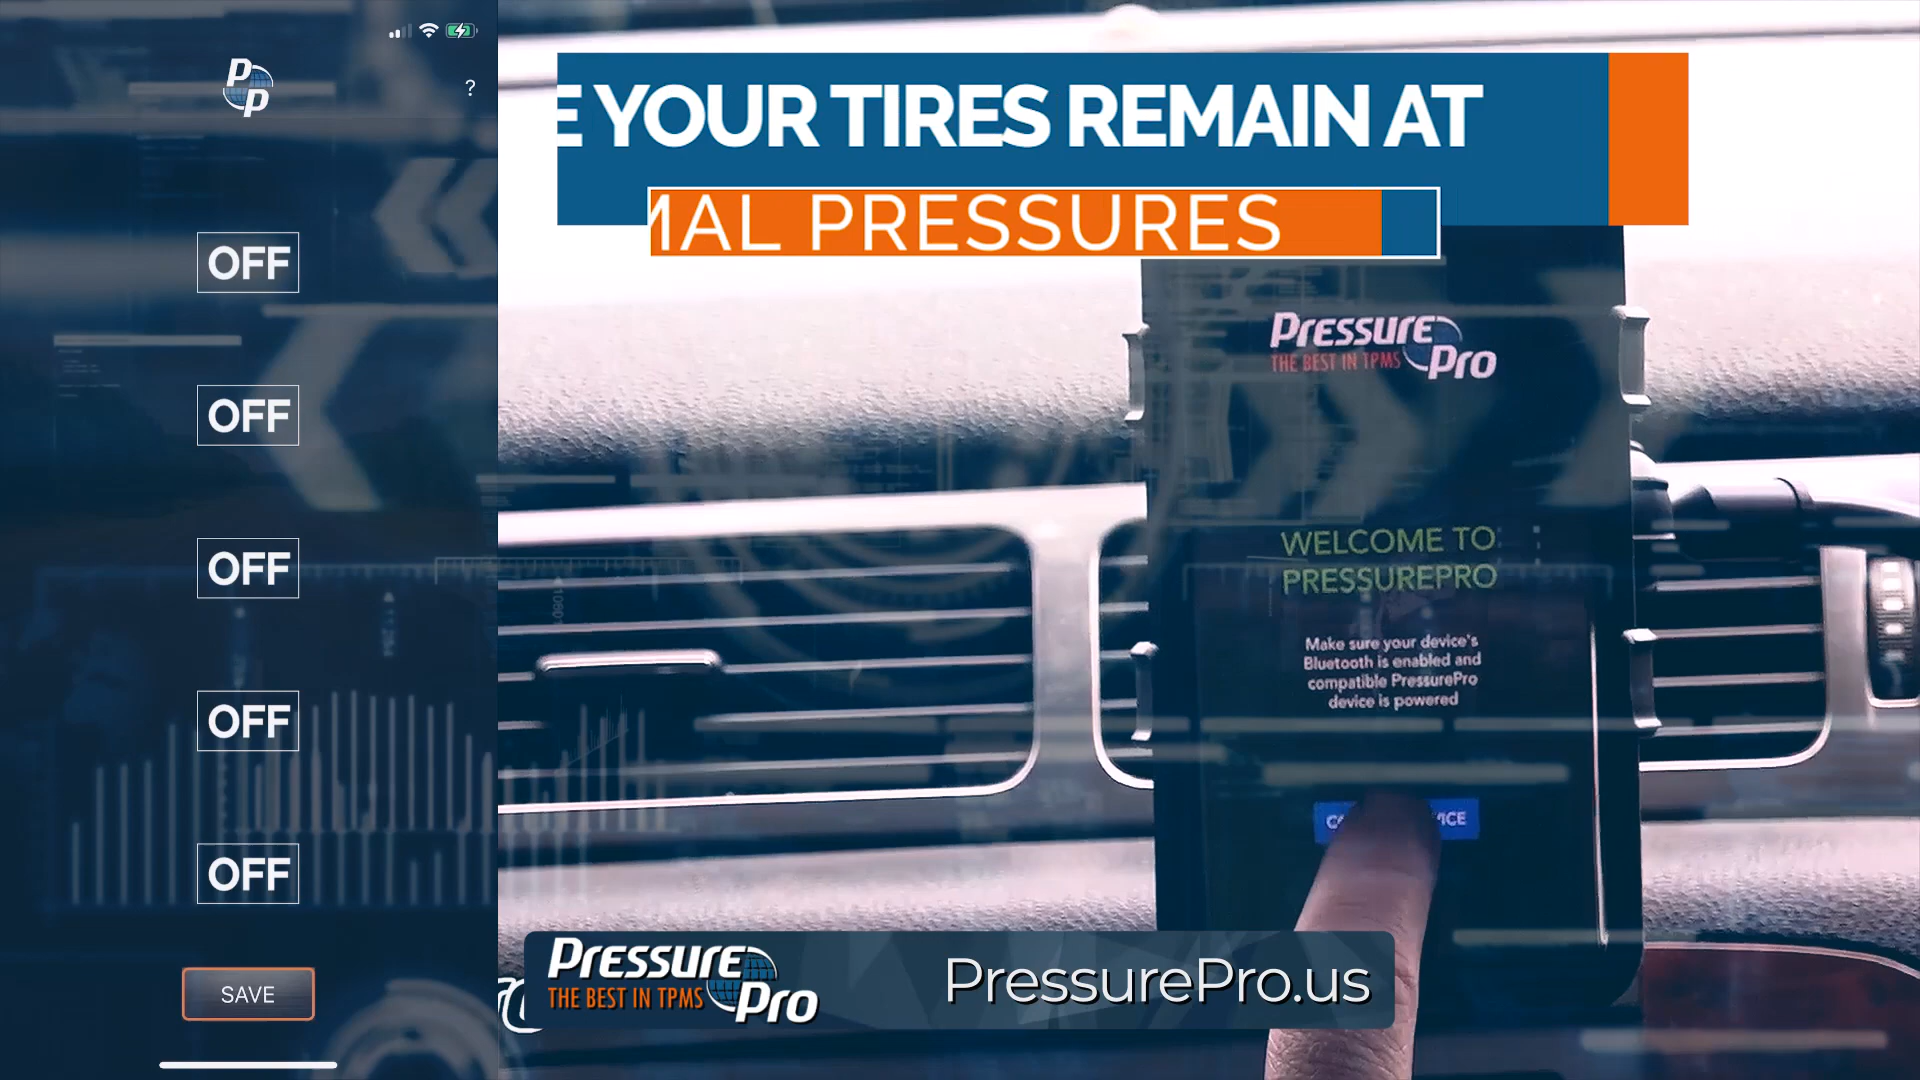 PP
?
OFF
OFF
OFF
OFF
OFF
SAVE
E YOUR TIRES REMAIN AT
MAL PRESSURES
Pressure Pro
THE BEST IN TPMS
WELCOME TO
PRESSUREPRO
Make sure your device's
Bluetooth is enabled and
compatible PressurePro
device is powered
Pressure Pro
THE BEST IN TPMS
PressurePro.us